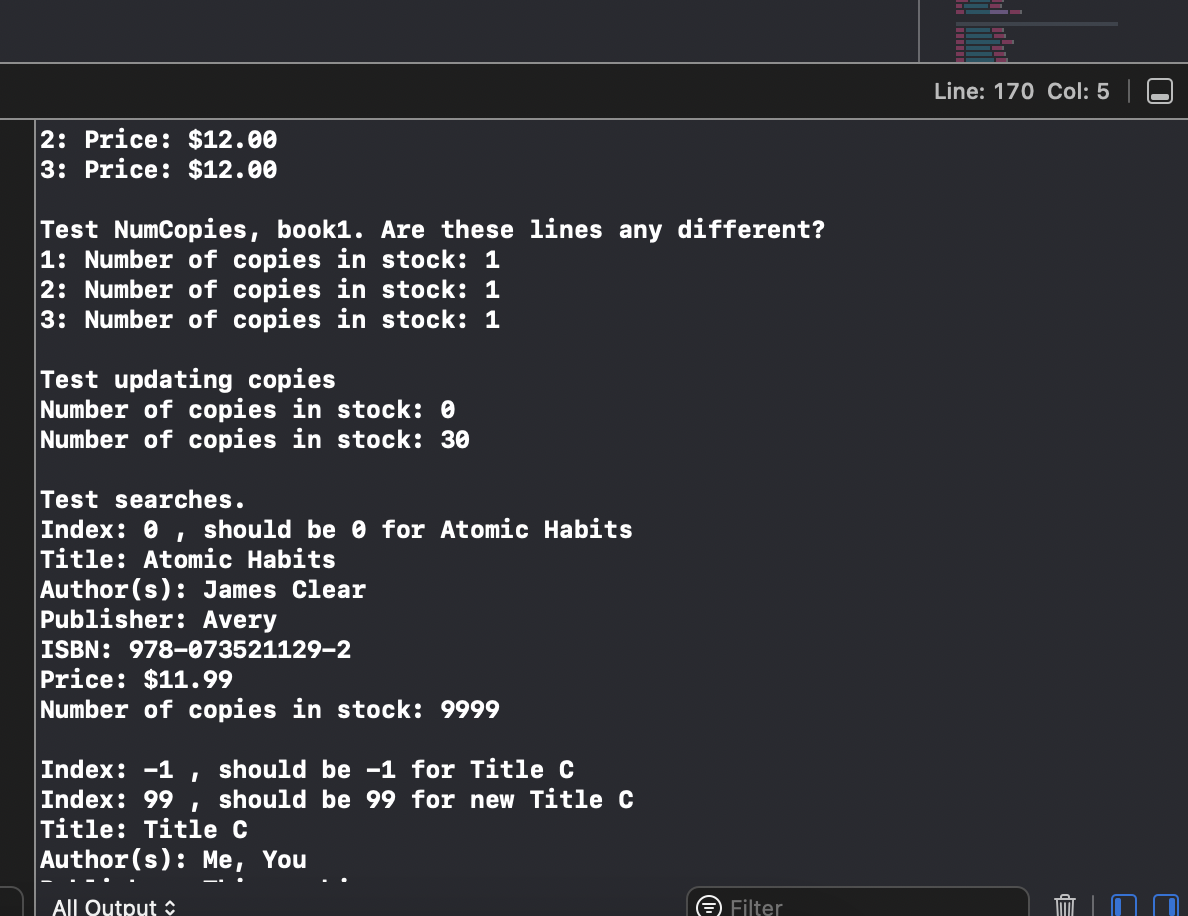 Line: 170 Col: 5
2: Price: $12.00
3: Price: $12.00
Test NumCopies, book1. Are these lines any different?
1: Number of copies in stock: 1
2: Number of copies in stock: 1
3: Number of copies in stock: 1
Test updating copies
Number of copies in stock: 0
Number of copies in stock: 30
Test searches.
Index: 0 , should be 0 for Atomic Habits
Title: Atomic Habits
Author(s): James Clear
Publisher: Avery
ISBN: 978-073521129-2
Price: $11.99
Number of copies in stock: 9999
Index: -1 , should be -1 for Title C
Index: 99 , should be 99 for new Title C
Title: Title C
Author(s): Me, You
All Output
Filter